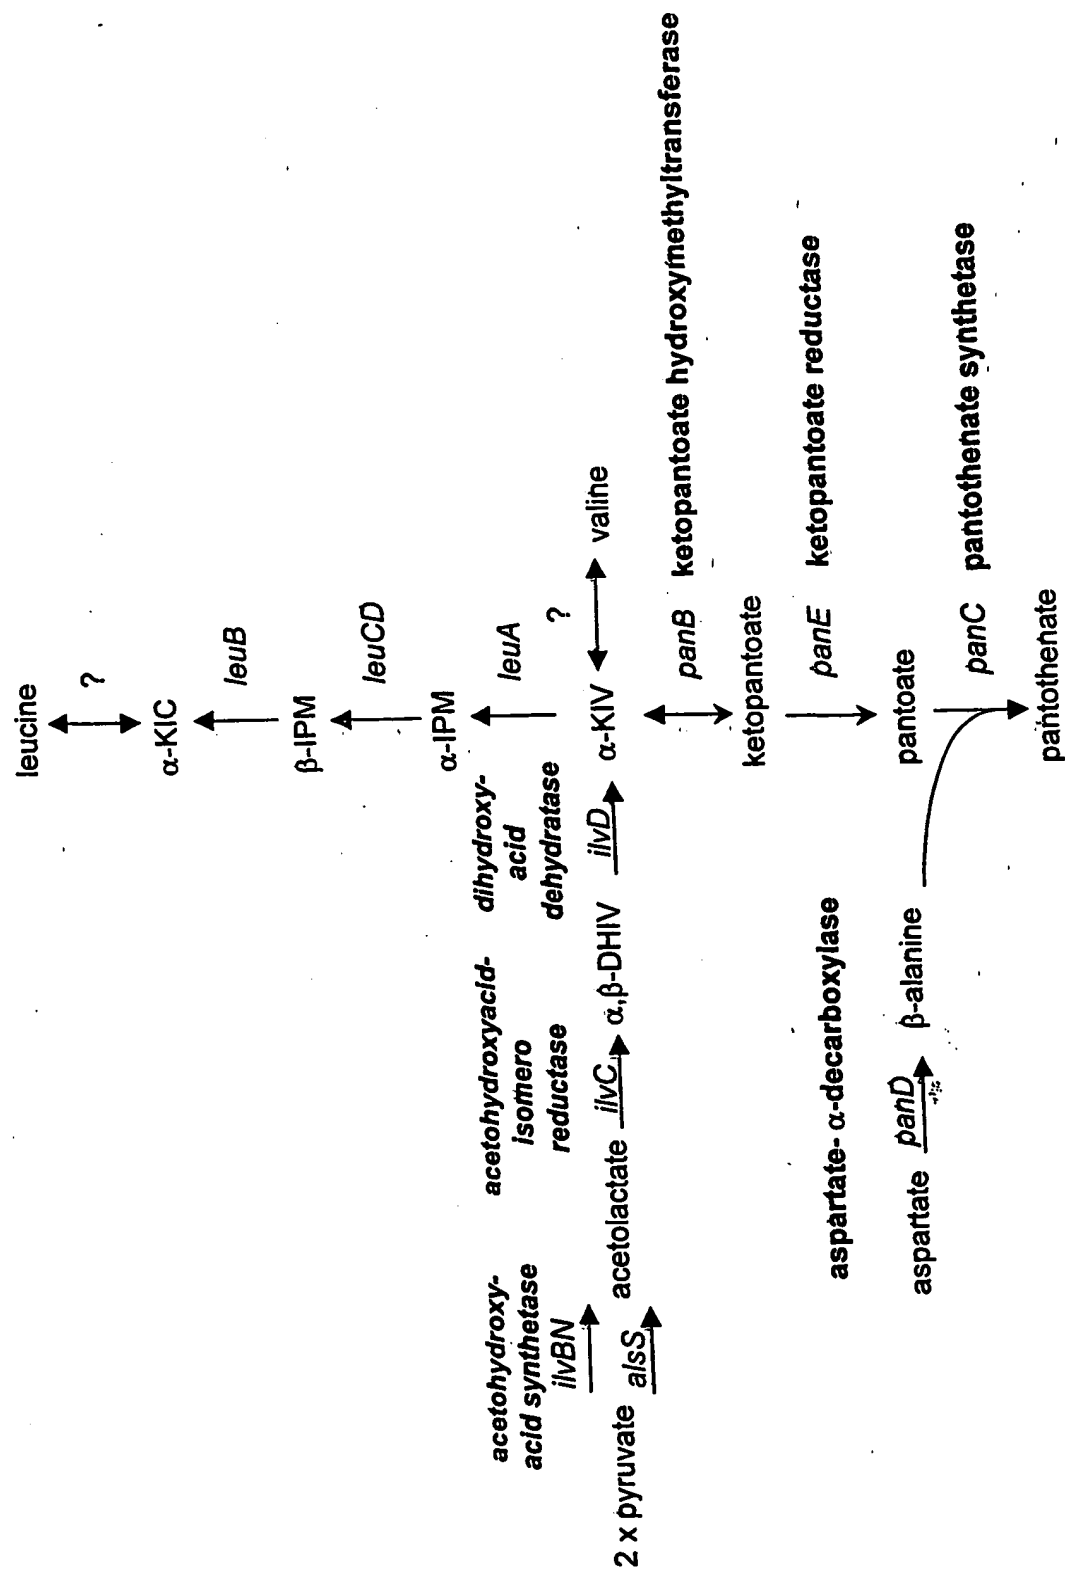 leucine
?
α-KIC
leuB
β-IPM
leuCD
α-IPM
leuA
acetohydroxy-
acid synthetase
ilvBN
2 x pyruvate
alsS
acetolactate
acetohydroxyacid-
isomero
reductase
ilvC
α,β-DHIV
dihydroxy-
acid
dehydratase
ilvD
α-KIV
?
valine
panB
ketopantoate hydroxymethyltransferase
ketopantoate
panE
ketopantoate reductase
pantoate
aspartate- α-decarboxylase
aspartate
panD
β-alanine
panC
pantothenate synthetase
pantothenate